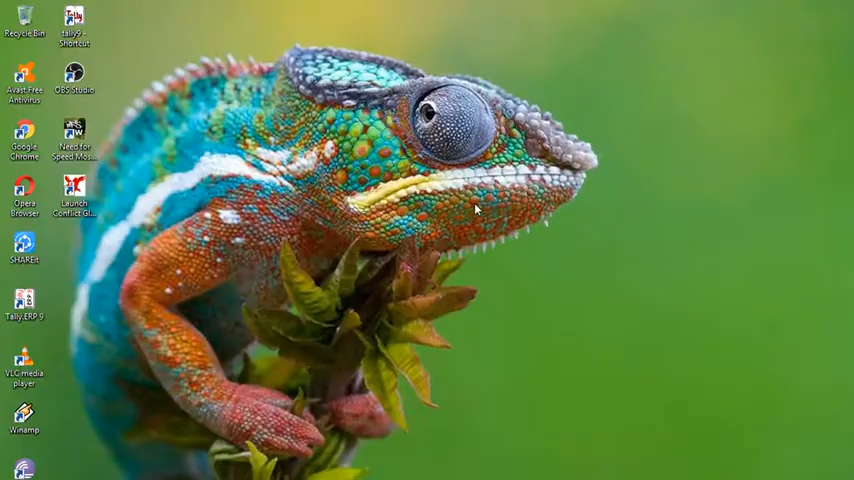 Recycle Bin
tally9 -
Shortcut
Avast Free
Antivirus
OBS Studio
Google
Chrome
Need for
Speed Mos...
Opera
Browser
Launch
Conflict Gl...
SHAREit
Tally.ERP 9
VLC media
player
Winamp